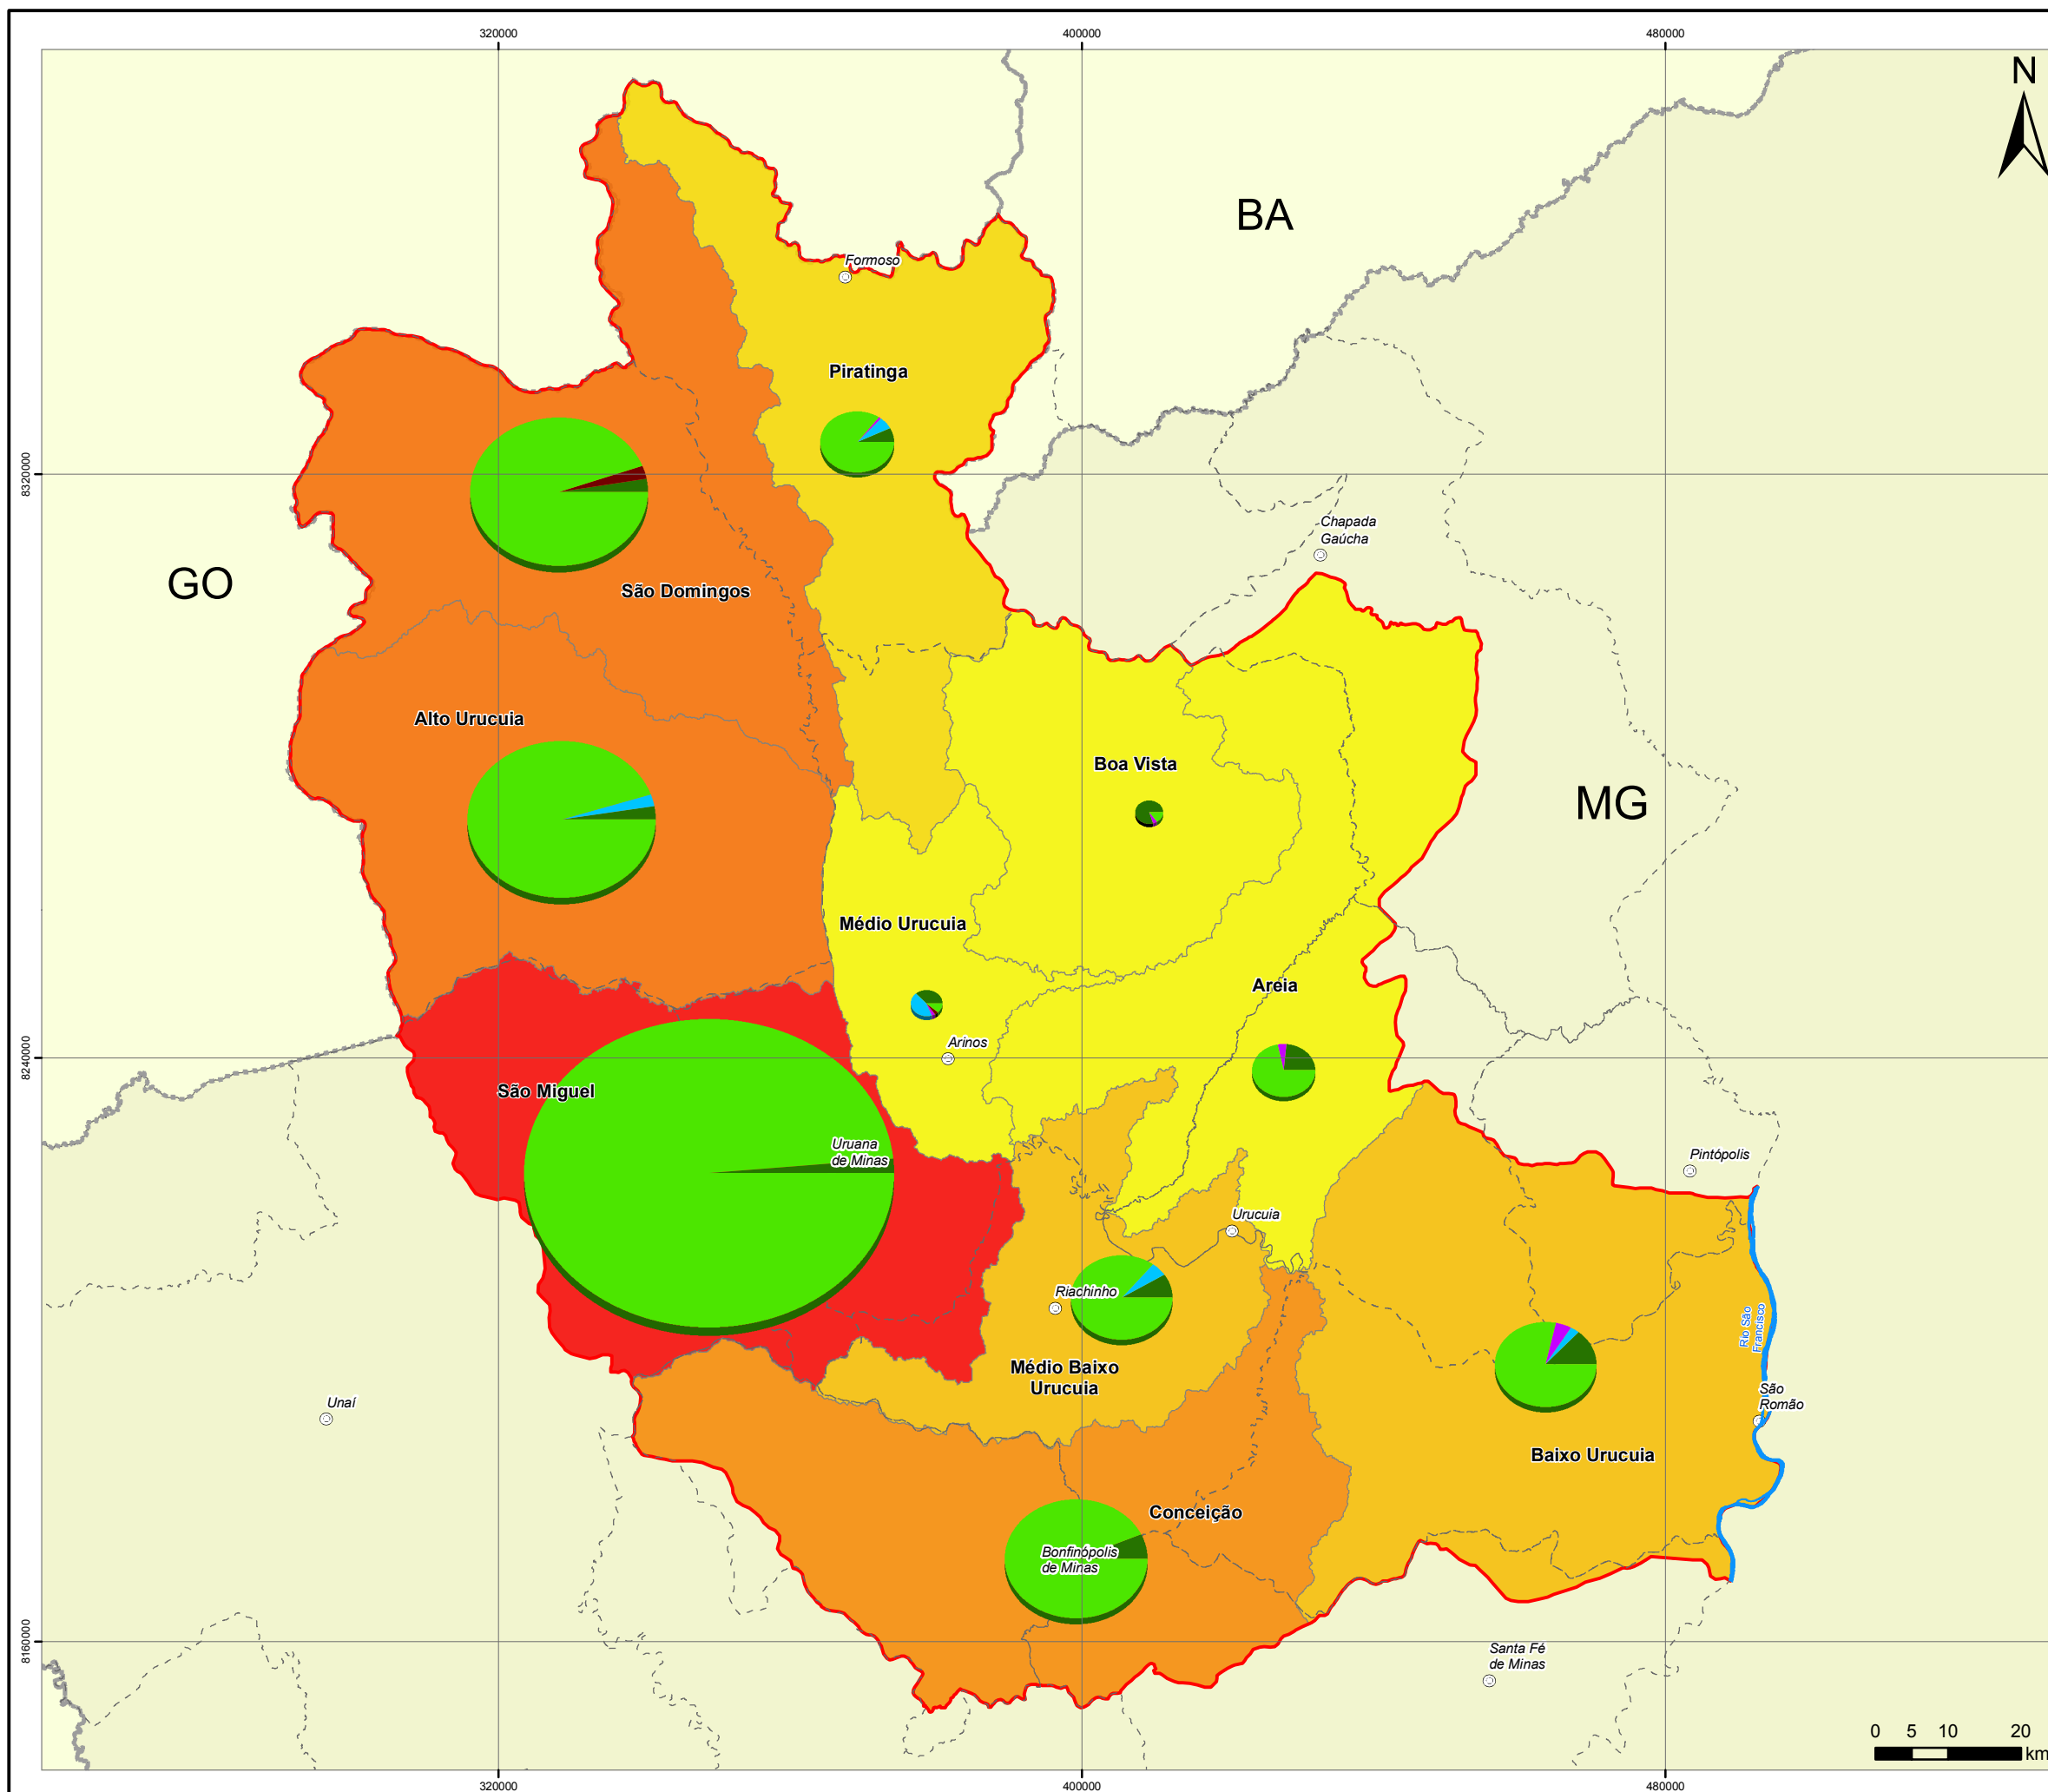 320000
400000
480000
N
BA
Formoso
Piratinga
8320000
Chapada
Gaúcha
GO
São Domingos
Alto Urucuia
Boa Vista
MG
Médio Urucuia
Areia
Arinos
8240000
São Miguel
Uruana
de Minas
Pintópolis
Urucuia
Riachinho
Rio São
Francisco
Médio Baixo
Urucuia
São
Romão
Unaí
Baixo Urucuia
Conceição
Bonfinópolis
de Minas
8160000
Santa Fé
de Minas
0 5 10 20
km
320000
400000
480000